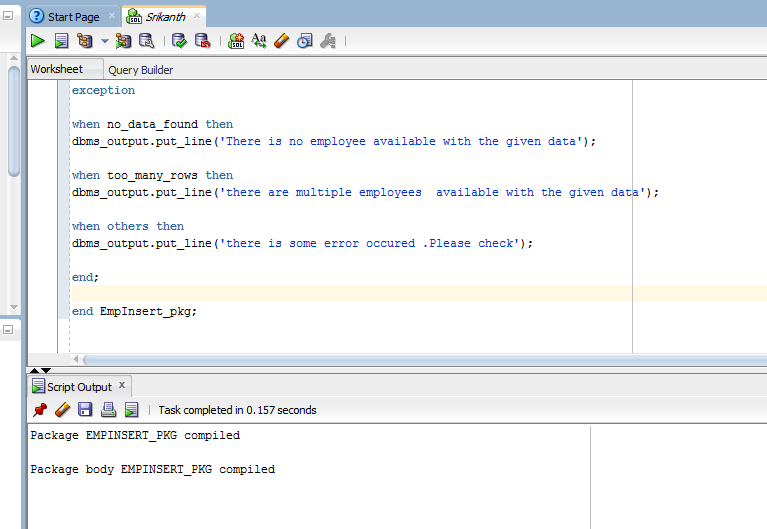 Start Page
Srikanth
Worksheet
Query Builder
exception
when no_data_found then
dbms_output.put_line('There is no employee available with the given data');
when too_many_rows then
dbms_output.put_line('there are multiple employees  available with the given data');
when others then
dbms_output.put_line('there is some error occured .Please check');
end;
end EmpInsert_pkg;
Script Output
Task completed in 0.157 seconds
Package EMPINSERT_PKG compiled
Package body EMPINSERT_PKG compiled